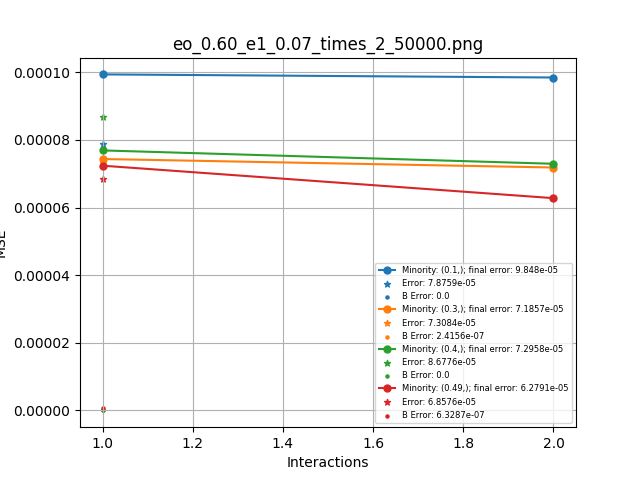 eo_0.60_e1_0.07_times_2_50000.png
0.00010
0.00008
0.00006
0.00004
0.00002
0.00000
MSE
1.0 1.2 1.4 1.6 1.8 2.0
Interactions
Minority: (0.1,); final error: 9.848e-05
Error: 7.8759e-05
B Error: 0.0
Minority: (0.3,); final error: 7.1857e-05
Error: 7.3084e-05
B Error: 2.4156e-07
Minority: (0.4,); final error: 7.2958e-05
Error: 8.6776e-05
B Error: 0.0
Minority: (0.49,); final error: 6.2791e-05
Error: 6.8576e-05
B Error: 6.3287e-07